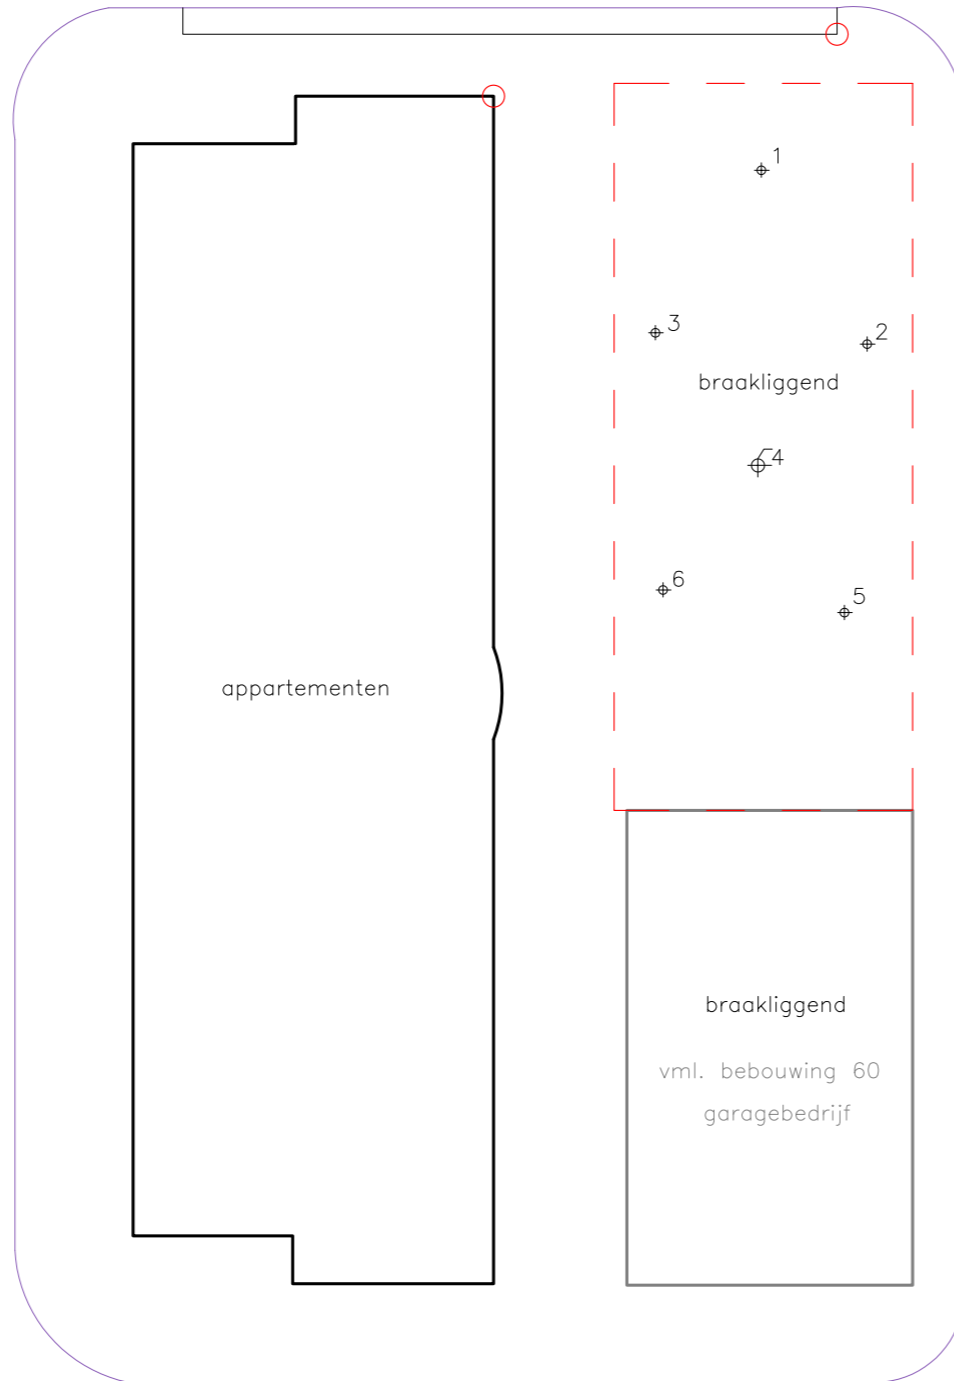 1
3
2
braakliggend
4
6
5
appartementen
braakliggend
vml. bebouwing 60
garagebedrijf